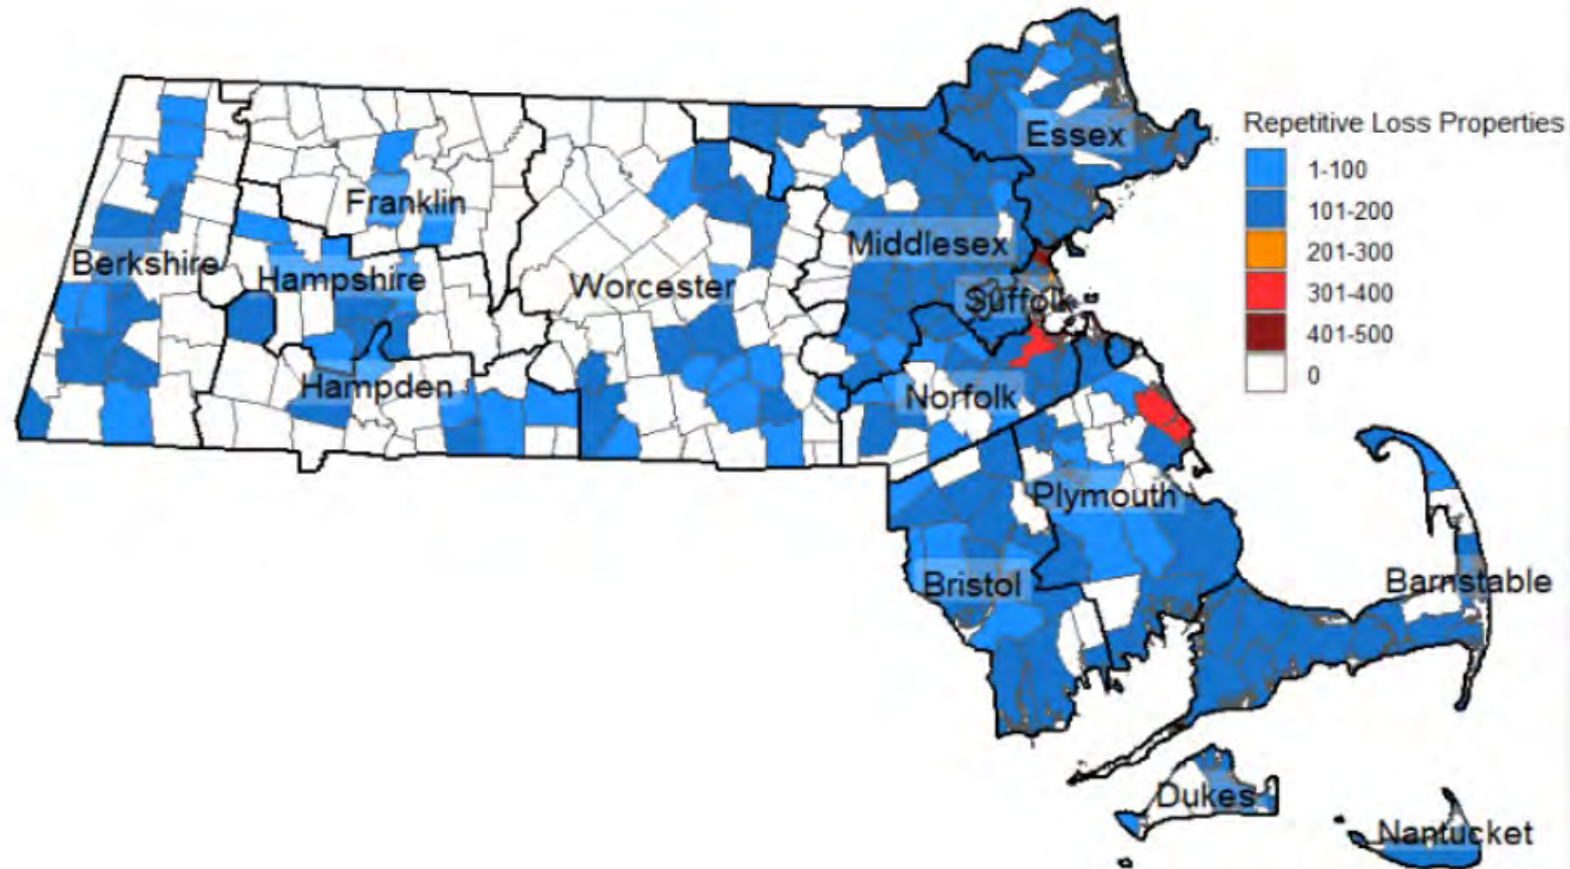 Essex
Repetitive Loss Properties
1-100
101-200
201-300
301-400
401-500
0
Franklin
Middlesex
Berkshire
Hampshire
Worcester
Suffolk
Hampden
Norfolk
Plymouth
Bristol
Barnstable
Dukes
Nantucket